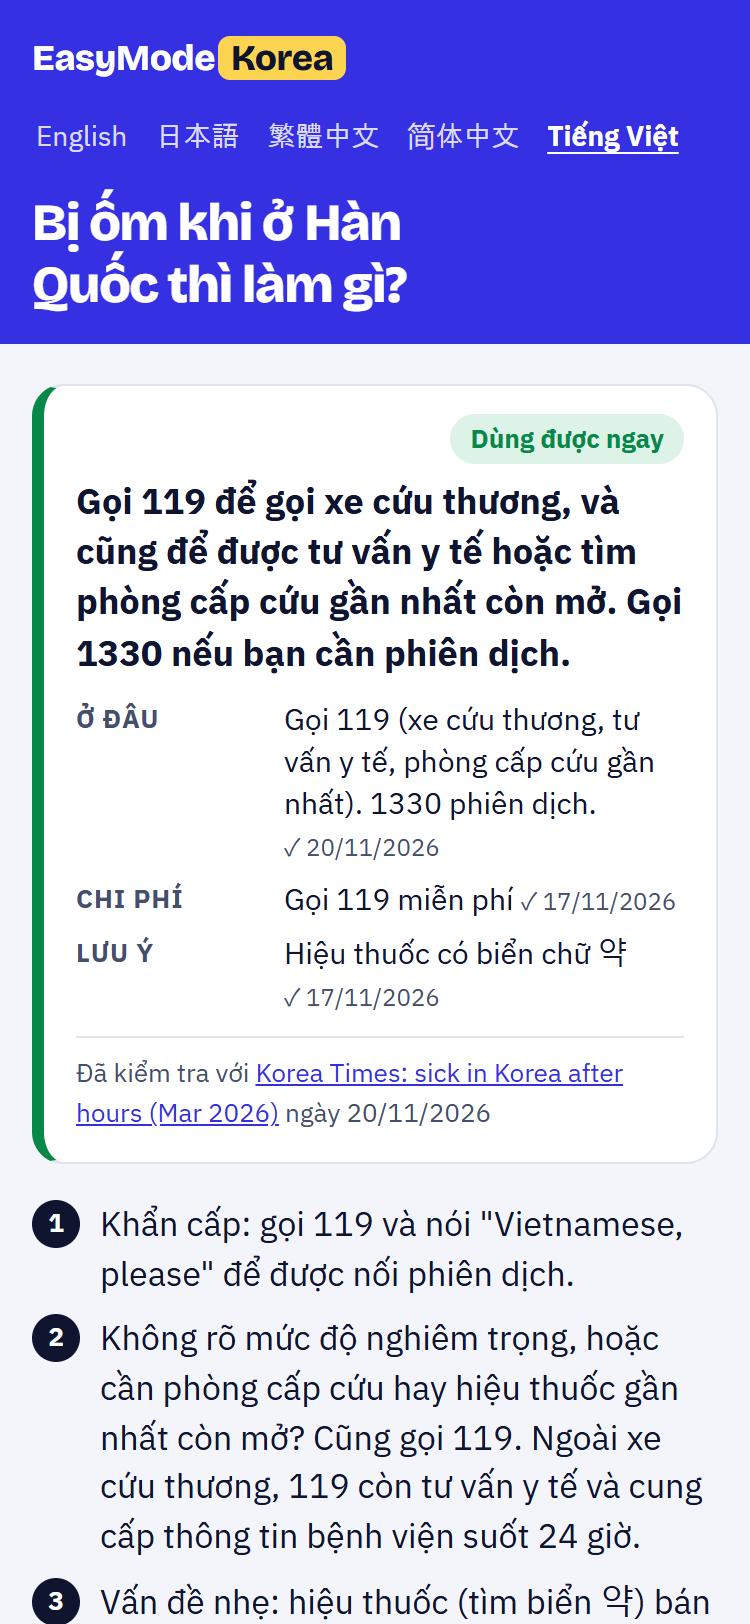 EasyMode Korea
English 日本語 繁體中文 简体中文 Tiếng Việt
Bị ốm khi ở Hàn
Quốc thì làm gì?
Dùng được ngay
Gọi 119 để gọi xe cứu thương, và
cũng để được tư vấn y tế hoặc tìm
phòng cấp cứu gần nhất còn mở. Gọi
1330 nếu bạn cần phiên dịch.
Ở ĐÂU
Gọi 119 (xe cứu thương, tư
vấn y tế, phòng cấp cứu gần
nhất). 1330 phiên dịch.
✓ 20/11/2026
CHI PHÍ
Gọi 119 miễn phí ✓ 17/11/2026
LƯU Ý
Hiệu thuốc có biển chữ 약
✓ 17/11/2026
Đã kiểm tra với Korea Times: sick in Korea after
hours (Mar 2026) ngày 20/11/2026
1 Khẩn cấp: gọi 119 và nói "Vietnamese,
please" để được nối phiên dịch.
2 Không rõ mức độ nghiêm trọng, hoặc
cần phòng cấp cứu hay hiệu thuốc gần
nhất còn mở? Cũng gọi 119. Ngoài xe
cứu thương, 119 còn tư vấn y tế và cung
cấp thông tin bệnh viện suốt 24 giờ.
3 Vấn đề nhẹ: hiệu thuốc (tìm biển 약) bán